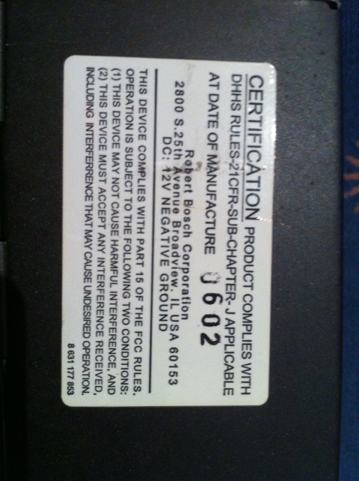 CERTIFICATION PRODUCT COMPLIES WITH
DHHS RULES-21CFR-SUB-CHAPTER-J APPLICABLE
AT DATE OF MANUFACTURE 0602
Robert Bosch Corporation
2800 S.25th Avenue Broadview, IL USA 60153
DC: 12V NEGATIVE GROUND
THIS DEVICE COMPLIES WITH PART 15 OF THE FCC RULES.
OPERATION IS SUBJECT TO THE FOLLOWING TWO CONDITIONS:
(1) THIS DEVICE MAY NOT CAUSE HARMFUL INTERFERENCE, AND
(2) THIS DEVICE MUST ACCEPT ANY INTERFERENCE RECEIVED,
INCLUDING INTERFERRENCE THAT MAY CAUSE UNDESIRED OPERATION.
8 631 177 853